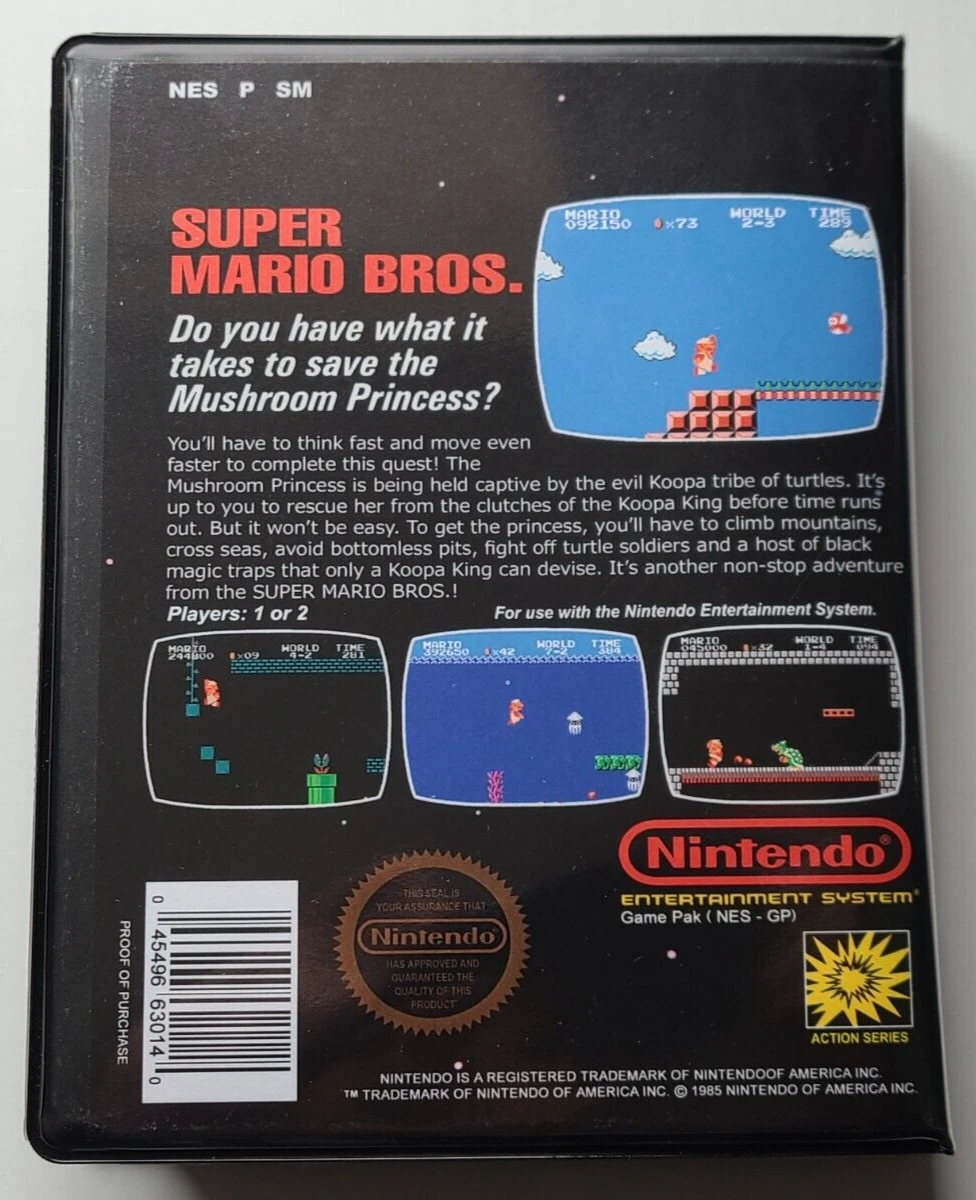 NES P SM
SUPER
MARIO BROS.
Do you have what it
takes to save the
Mushroom Princess?
MARIO WORLD TIME
092150 x73 2-3 289
You'll have to think fast and move even
faster to complete this quest! The
Mushroom Princess is being held captive by the evil Koopa tribe of turtles. It's
up to you to rescue her from the clutches of the Koopa King before time runs
out. But it won't be easy. To get the princess, you'll have to climb mountains,
cross seas, avoid bottomless pits, fight off turtle soldiers and a host of black
magic traps that only a Koopa King can devise. It's another non-stop adventure
from the SUPER MARIO BROS.!
Players: 1 or 2
For use with the Nintendo Entertainment System.
MARIO WORLD TIME
244800 x09 4-2 281
MARIO WORLD TIME
392650 x42 7-2 384
MARIO WORLD TIME
045000 x32 1-4 094
Nintendo®
ENTERTAINMENT SYSTEM®
Game Pak ( NES - GP)
ACTION SERIES
THIS SEAL IS
YOUR ASSURANCE THAT
Nintendo®
HAS APPROVED AND
GUARANTEED THE
QUALITY OF THIS
PRODUCT
PROOF OF PURCHASE
0 45496 63014 0
NINTENDO IS A REGISTERED TRADEMARK OF NINTENDOOF AMERICA INC.
™ TRADEMARK OF NINTENDO OF AMERICA INC. © 1985 NINTENDO OF AMERICA INC.